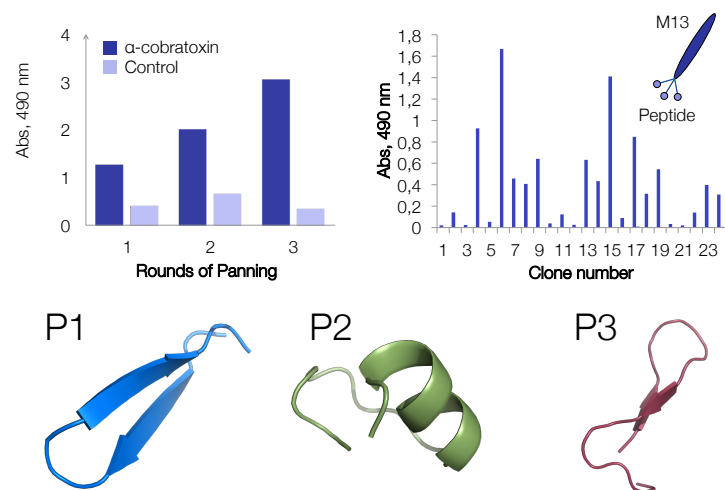 Abs, 490 nm
4
3
2
1
0
α-cobratoxin
Control
1 2 3
Rounds of Panning
Abs, 490 nm
1,8
1,6
1,4
1,2
1
0,8
0,6
0,4
0,2
0
1 3 5 7 9 11 13 15 17 19 21 23
Clone number
M13
Peptide
P1
P2
P3